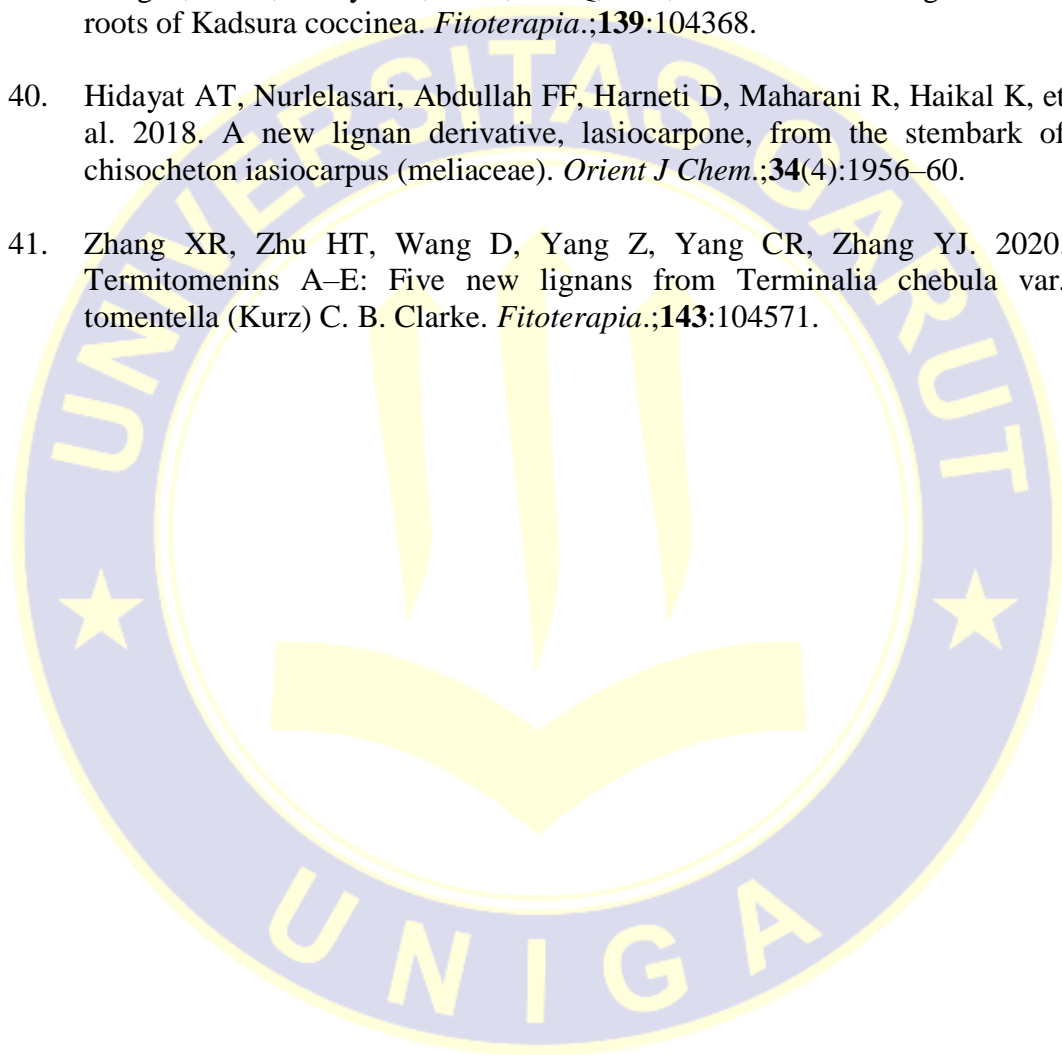 roots of Kadsura coccinea. Fitoterapia.;139:104368.
40. Hidayat AT, Nurlelasari, Abdullah FF, Harneti D, Maharani R, Haikal K, et
al. 2018. A new lignan derivative, lasiocarpone, from the stembark of
chisocheton iasiocarpus (meliaceae). Orient J Chem.;34(4):1956–60.
41. Zhang XR, Zhu HT, Wang D, Yang Z, Yang CR, Zhang YJ. 2020.
Termitomenins A–E: Five new lignans from Terminalia chebula var.
tomentella (Kurz) C. B. Clarke. Fitoterapia.;143:104571.
UNIVERSITAS GARUT
UNIGA